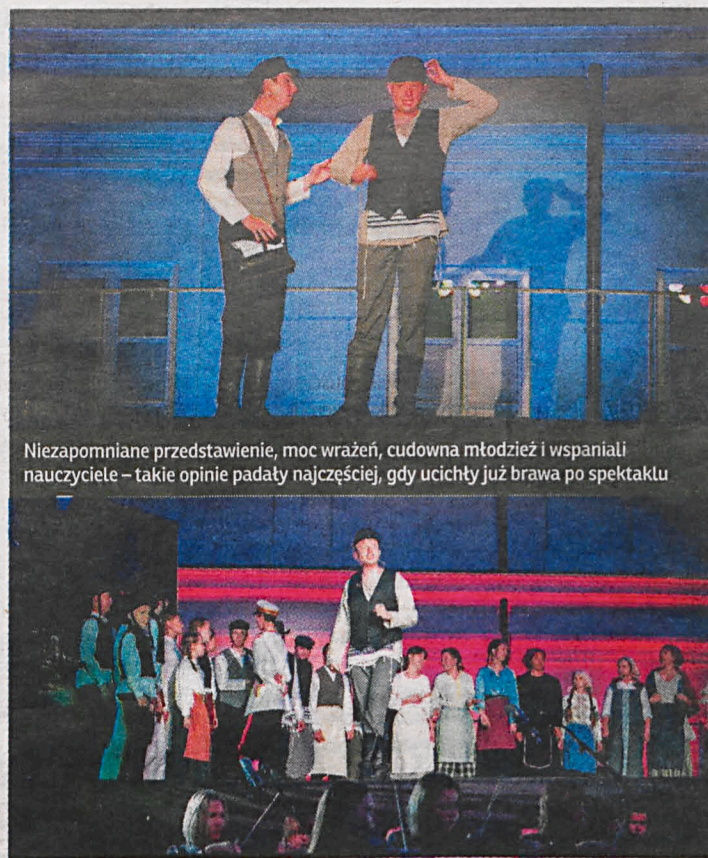 Niezapomniane przedstawienie, moc wrażeń, cudowna młodzież i wspaniali
nauczyciele – takie opinie padały najczęściej, gdy ucichły już brawa po spektaklu